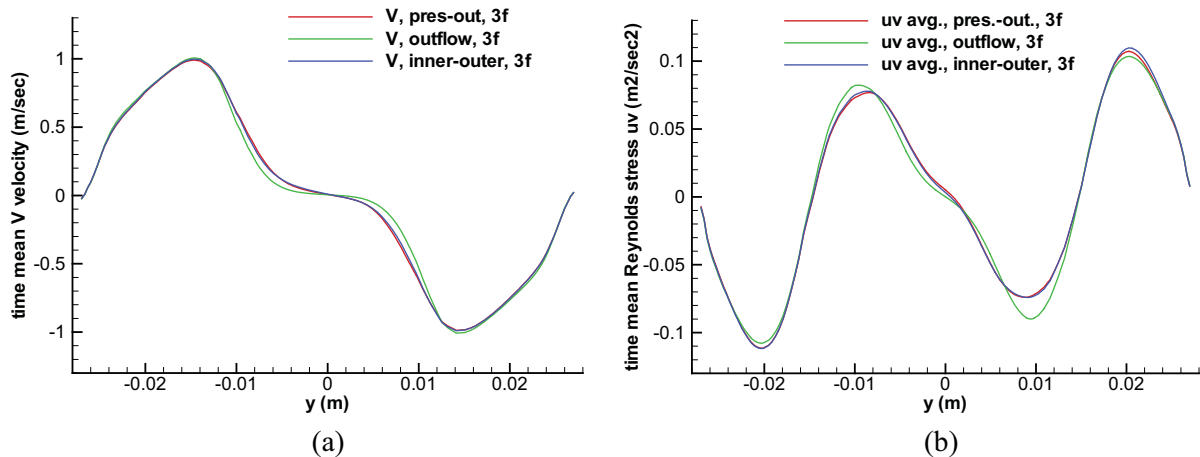 V, pres-out, 3f
V, outflow, 3f
V, inner-outer, 3f
time mean V velocity (m/sec)
1
0.5
0
-0.5
-1
-0.02
-0.01
0
0.01
0.02
y (m)
(a)
uv avg., pres.-out., 3f
uv avg., outflow, 3f
uv avg., inner-outer, 3f
time mean Reynolds stress uv (m2/sec2)
0.1
0.05
0
-0.05
-0.1
-0.02
-0.01
0
0.01
0.02
y (m)
(b)